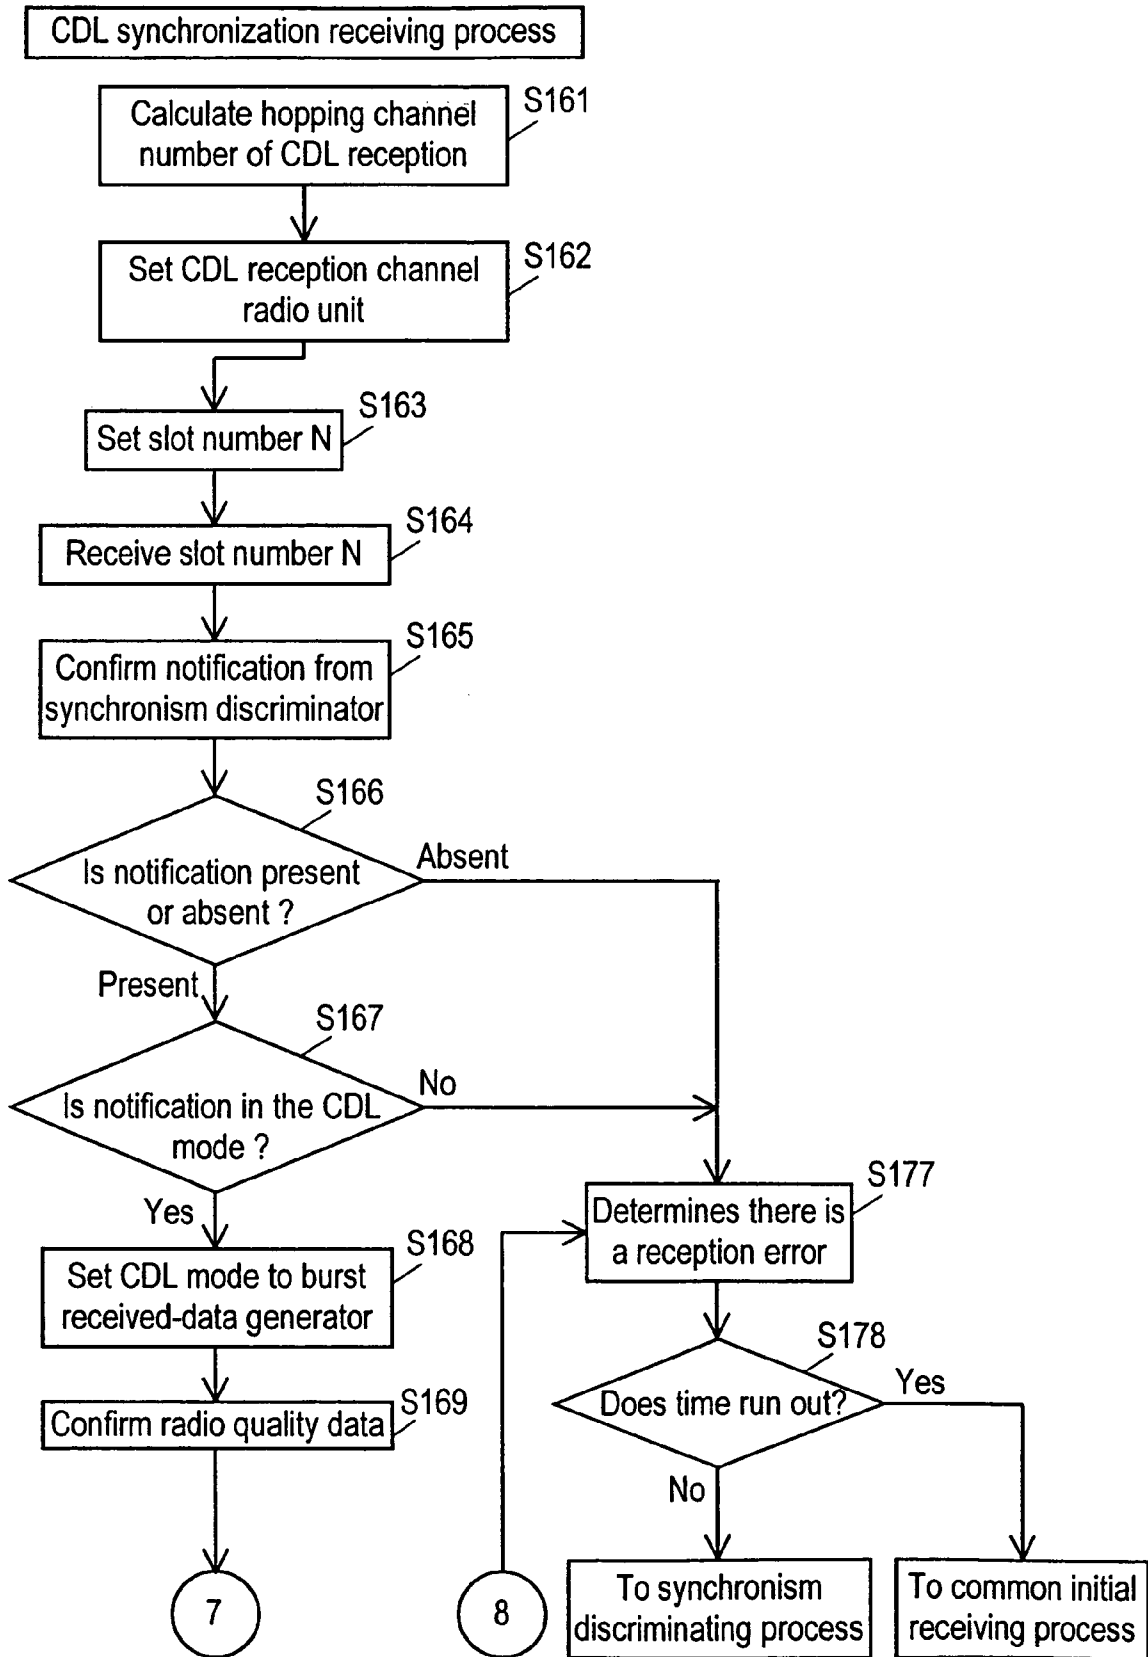 CDL synchronization receiving process
S161
Calculate hopping channel
number of CDL reception
S162
Set CDL reception channel
radio unit
S163
Set slot number N
S164
Receive slot number N
S165
Confirm notification from
synchronism discriminator
S166
Is notification present
or absent ?
Absent
Present
S167
Is notification in the CDL
mode ?
No
Yes
S168
Set CDL mode to burst
received-data generator
S169
Confirm radio quality data
7
S177
Determines there is
a reception error
S178
Does time run out?
Yes
No
8
To synchronism
discriminating process
To common initial
receiving process